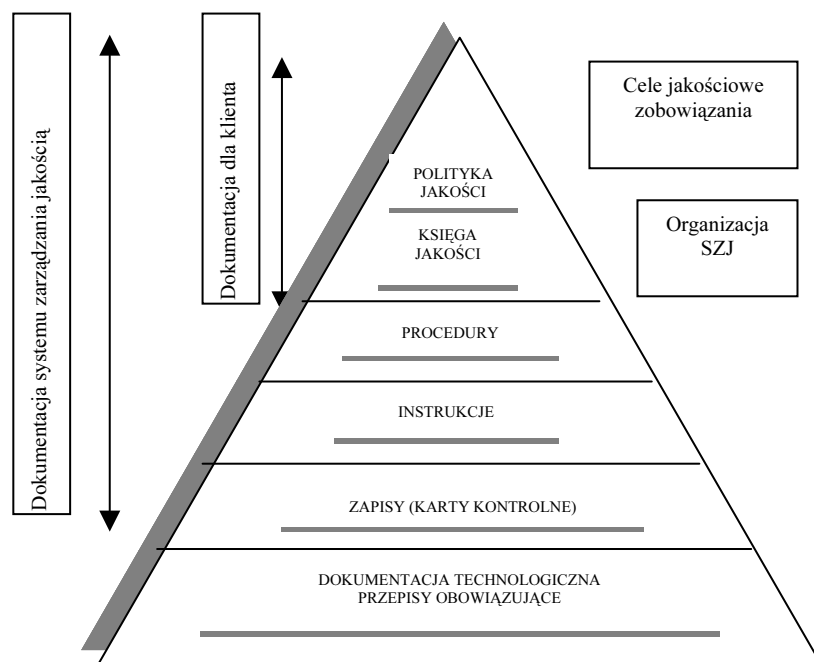 Dokumentacja systemu zarządzania jakością
Dokumentacja dla klienta
Cele jakościowe
zobowiązania
POLITYKA
JAKOŚCI
KSIĘGA
JAKOŚCI
Organizacja
SZJ
PROCEDURY
INSTRUKCJE
ZAPISY (KARTY KONTROLNE)
DOKUMENTACJA TECHNOLOGICZNA
PRZEPISY OBOWIĄZUJĄCE